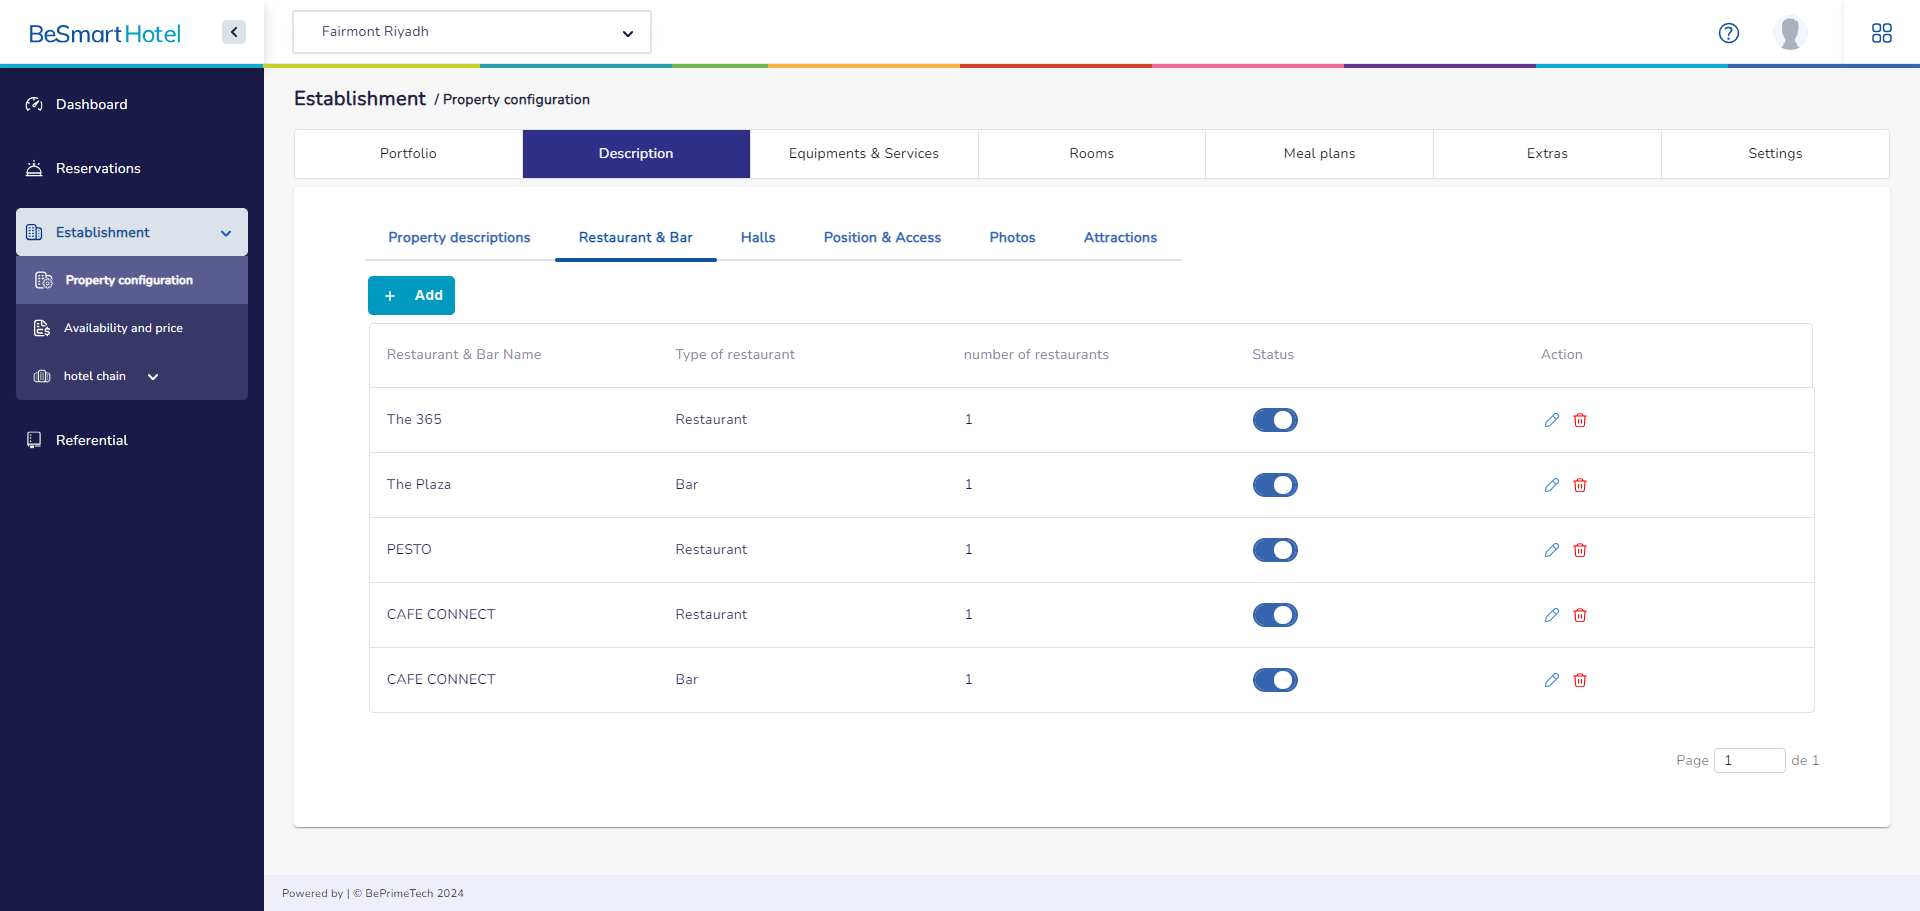 BeSmart Hotel
Fairmont Riyadh
Dashboard
Reservations
Establishment
Property configuration
Availability and price
hotel chain
Referential
Establishment / Property configuration
Portfolio Description Equipments & Services Rooms Meal plans Extras Settings
Property descriptions Restaurant & Bar Halls Position & Access Photos Attractions
+ Add
Restaurant & Bar Name Type of restaurant number of restaurants Status Action
The 365 Restaurant 1
The Plaza Bar 1
PESTO Restaurant 1
CAFE CONNECT Restaurant 1
CAFE CONNECT Bar 1
Page 1 de 1
Powered by | © BePrimeTech 2024